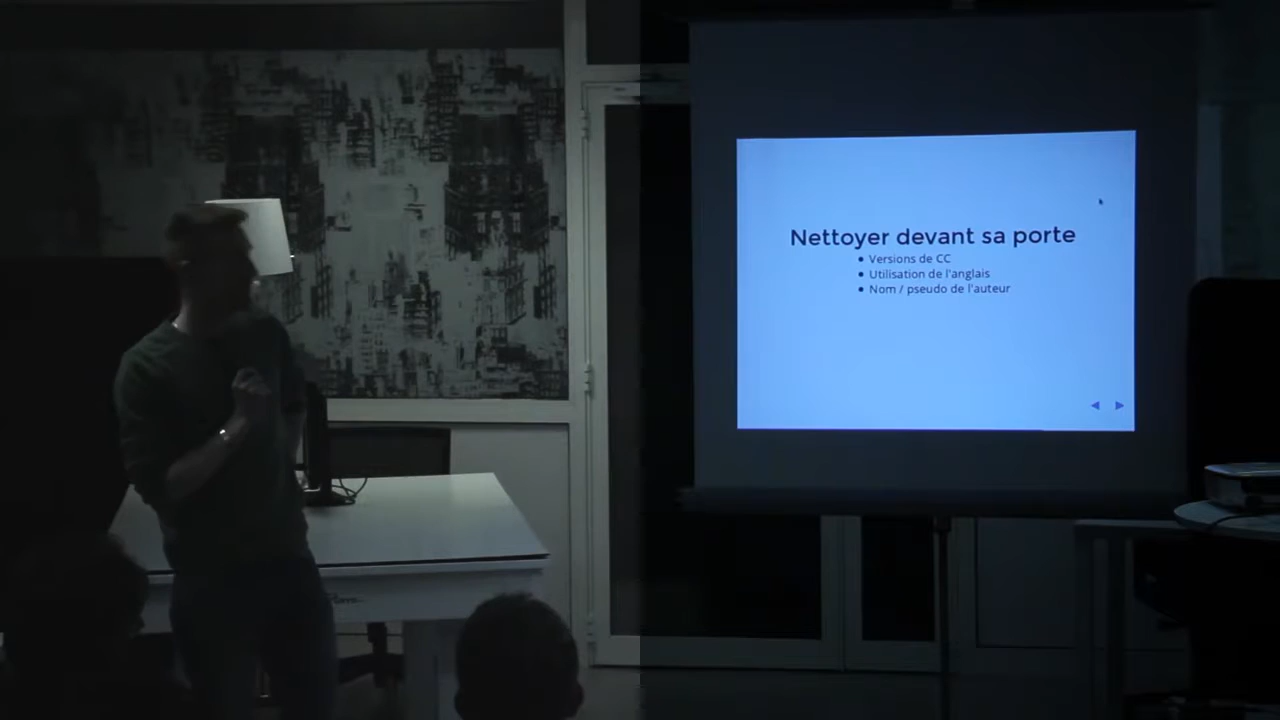 Nettoyer devant sa porte
• Versions de CC
• Utilisation de l'anglais
• Nom / pseudo de l'auteur